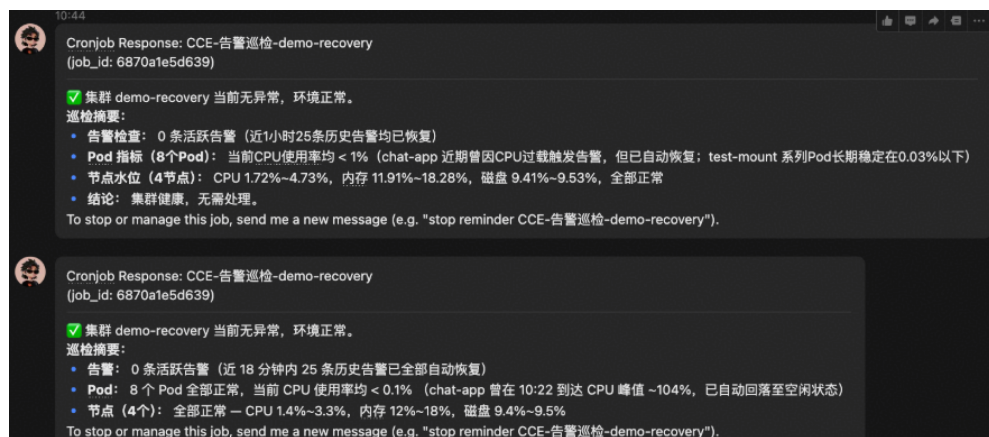 10:44
Cronjob Response: CCE-告警巡检-demo-recovery
(job_id: 6870a1e5d639)
✅ 集群 demo-recovery 当前无异常，环境正常。
巡检摘要：
• 告警检查： 0 条活跃告警（近1小时25条历史告警均已恢复）
• Pod 指标（8个Pod）： 当前CPU使用率均 < 1%（chat-app 近期曾因CPU过载触发告警，但已自动恢复；test-mount 系列Pod长期稳定在0.03%以下）
• 节点水位（4节点）： CPU 1.72%~4.73%，内存 11.91%~18.28%，磁盘 9.41%~9.53%，全部正常
• 结论： 集群健康，无需处理。
To stop or manage this job, send me a new message (e.g. "stop reminder CCE-告警巡检-demo-recovery").
Cronjob Response: CCE-告警巡检-demo-recovery
(job_id: 6870a1e5d639)
✅ 集群 demo-recovery 当前无异常，环境正常。
巡检摘要：
• 告警： 0 条活跃告警（近 18 分钟内 25 条历史告警已全部自动恢复）
• Pod： 8 个 Pod 全部正常，当前 CPU 使用率均 < 0.1% （chat-app 曾在 10:22 到达 CPU 峰值 ~104%，已自动回落至空闲状态）
• 节点（4个）： 全部正常 — CPU 1.4%~3.3%，内存 12%~18%，磁盘 9.4%~9.5%
To stop or manage this job, send me a new message (e.g. "stop reminder CCE-告警巡检-demo-recovery").